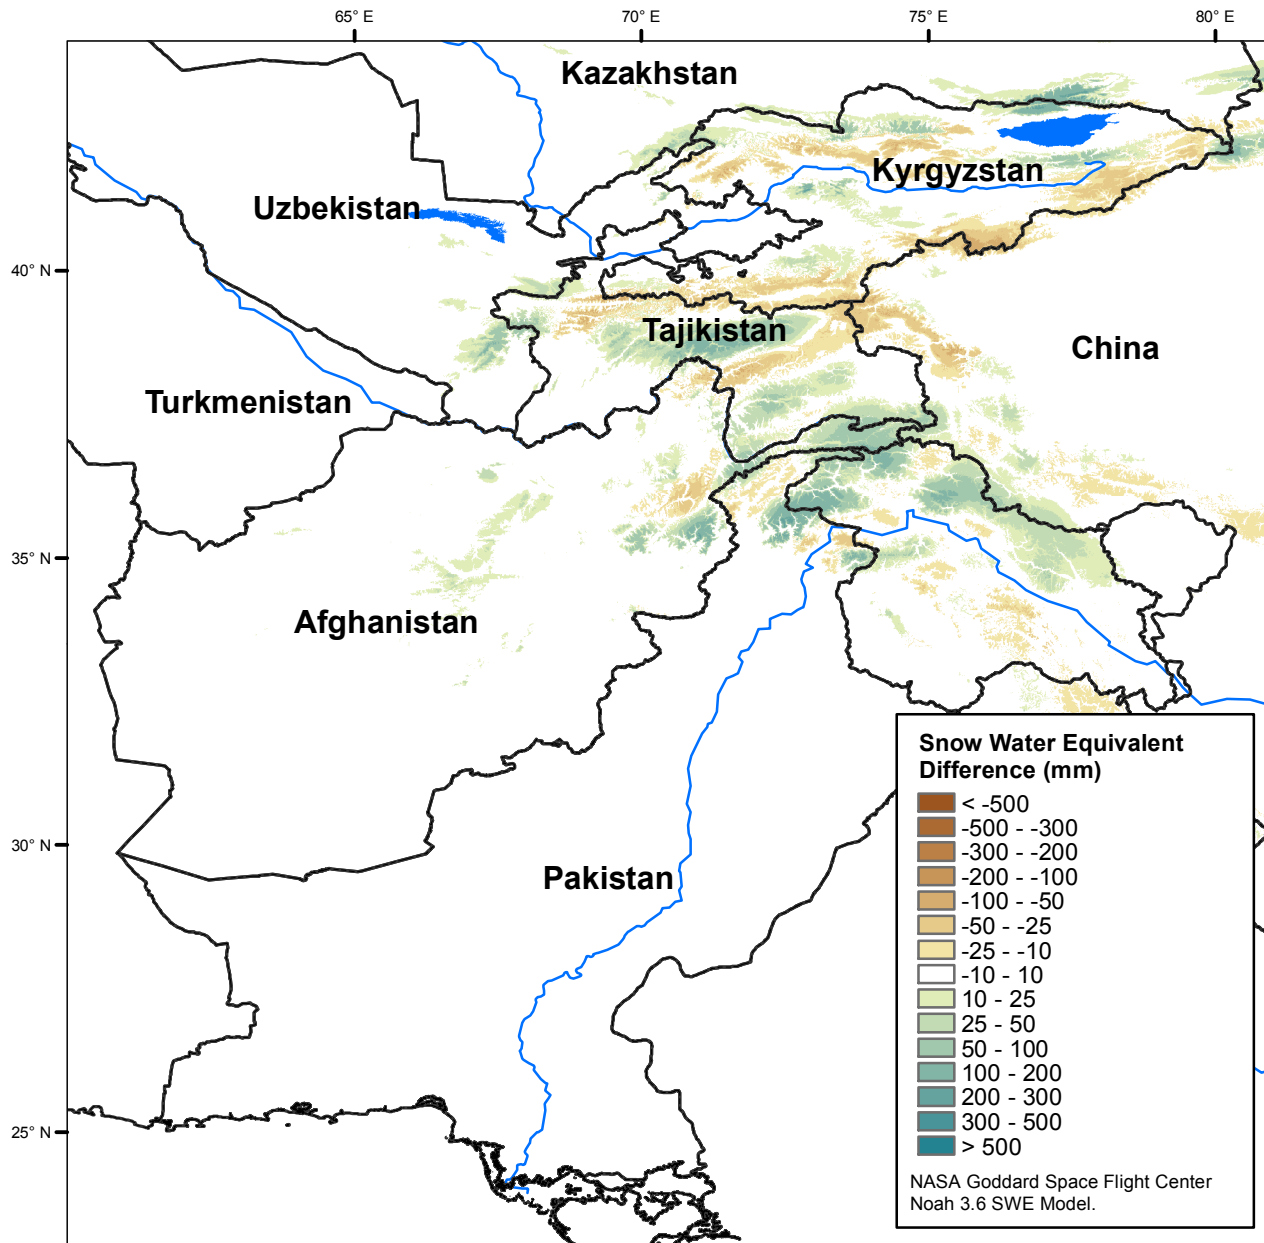 65° E
70° E
75° E
80° E
Kazakhstan
Kyrgyzstan
Uzbekistan
40° N
Tajikistan
China
Turkmenistan
35° N
Afghanistan
Snow Water Equivalent
Difference (mm)
< -500
-500 - -300
-300 - -200
-200 - -100
-100 - -50
-50 - -25
-25 - -10
-10 - 10
10 - 25
25 - 50
50 - 100
100 - 200
200 - 300
300 - 500
> 500
NASA Goddard Space Flight Center
Noah 3.6 SWE Model.
30° N
Pakistan
25° N